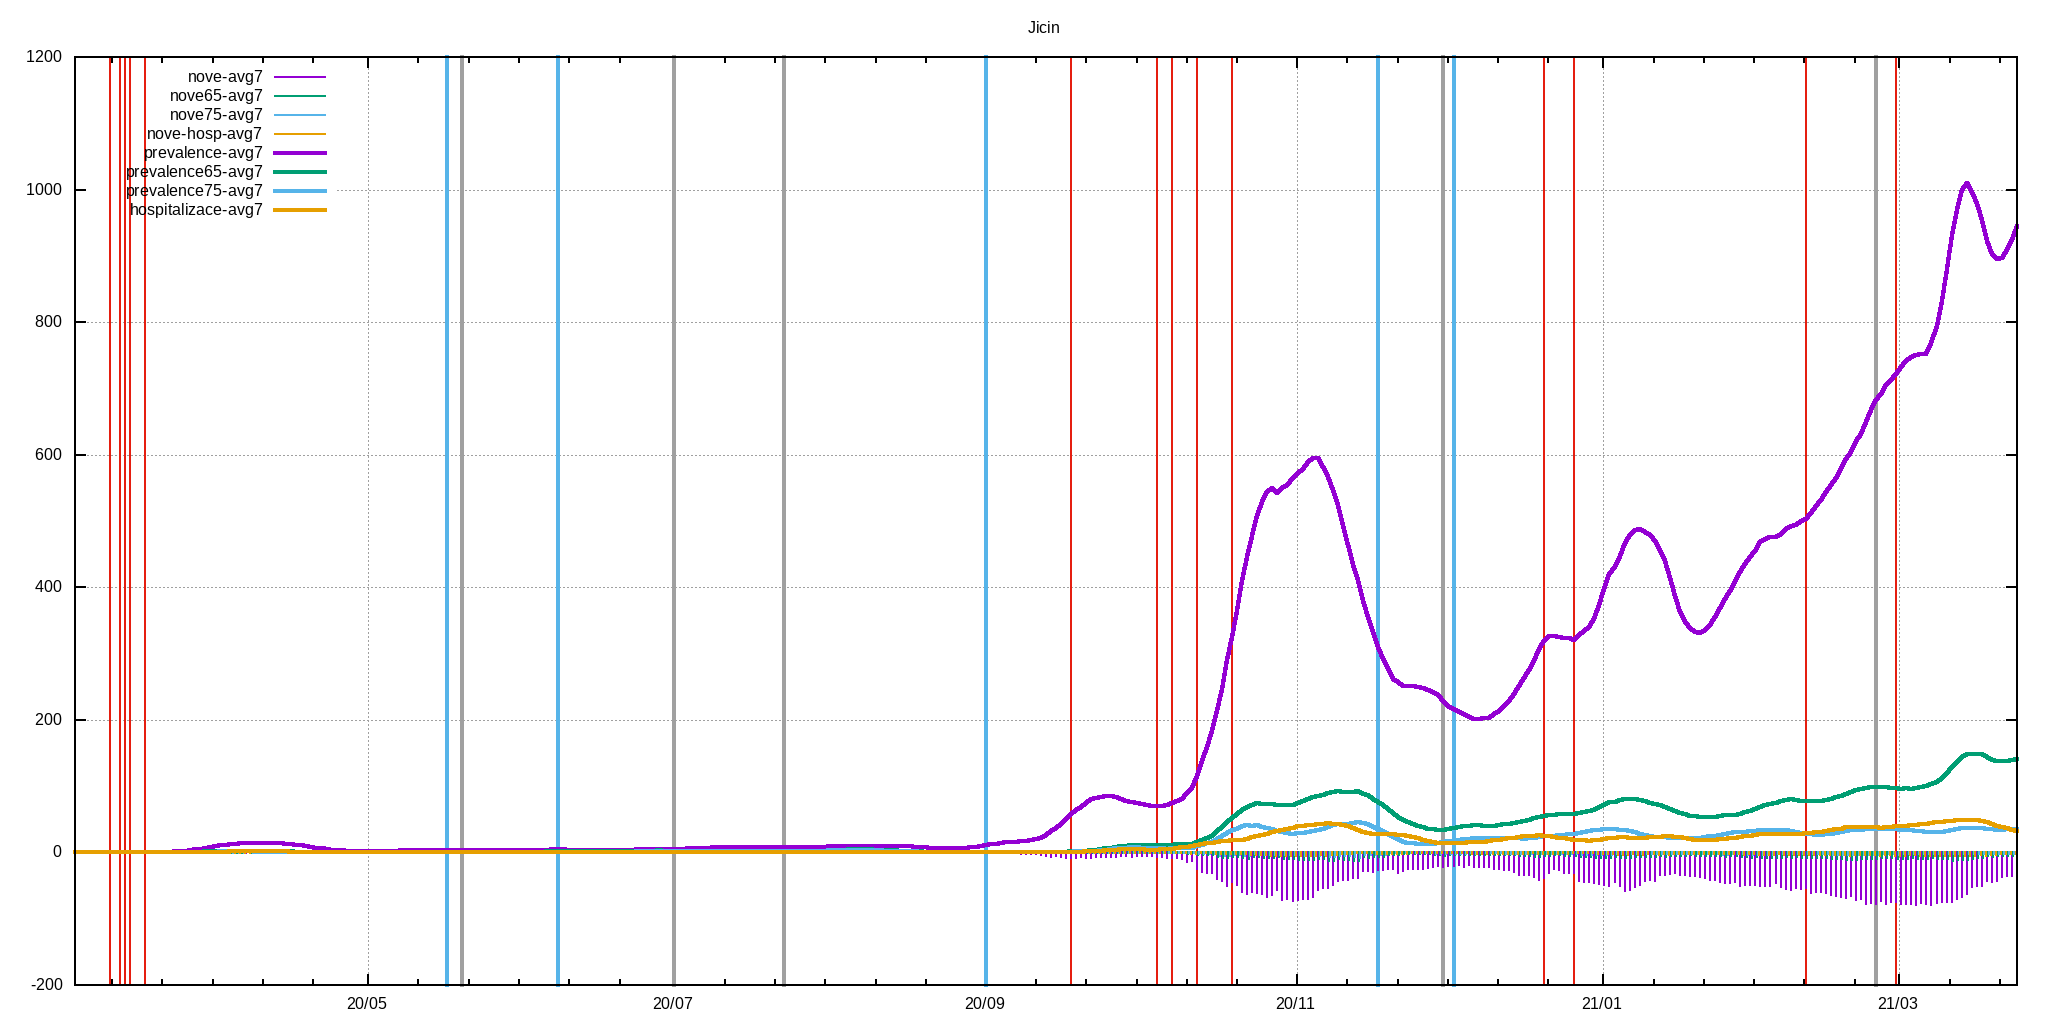 Jicin
1200
1000
800
600
400
200
0
-200
nove-avg7
nove65-avg7
nove75-avg7
nove-hosp-avg7
prevalence-avg7
prevalence65-avg7
prevalence75-avg7
hospitalizace-avg7
20/05 20/07 20/09 20/11 21/01 21/03